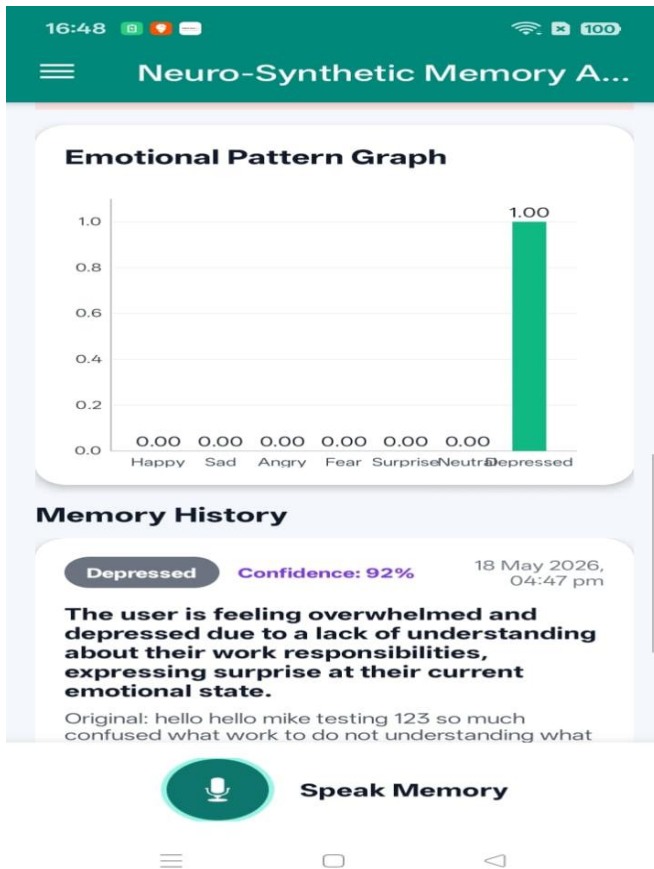 16:48 100
Neuro-Synthetic Memory A...
Emotional Pattern Graph
1.00
1.0
0.8
0.6
0.4
0.2
0.0
0.00 0.00 0.00 0.00 0.00 0.00
Happy Sad Angry Fear Surprise Neutral Depressed
Memory History
Depressed Confidence: 92% 18 May 2026,
04:47 pm
The user is feeling overwhelmed and
depressed due to a lack of understanding
about their work responsibilities,
expressing surprise at their current
emotional state.
Original: hello hello mike testing 123 so much
confused what work to do not understanding what
Speak Memory